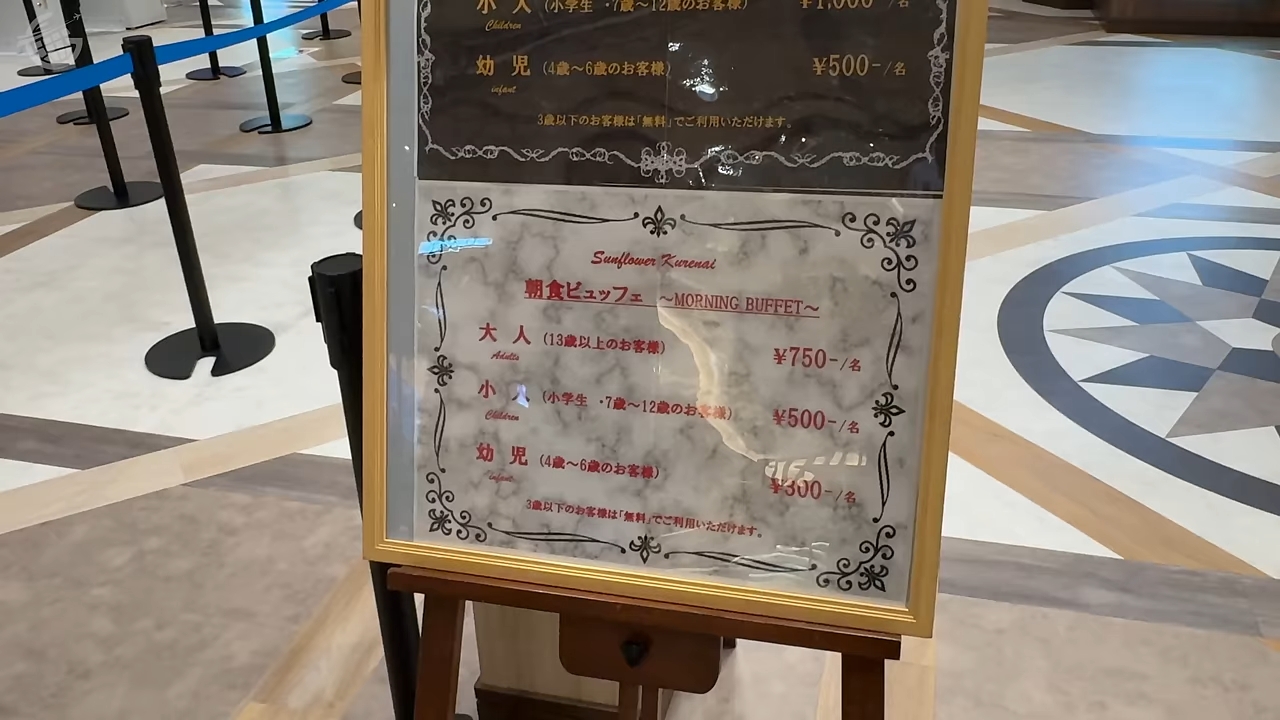 小 人 (小学生 ・7歳～12歳のお客様) ¥1,000-/名
Children
幼 児 (4歳～6歳のお客様) ¥500-/名
infant
3歳以下のお客様は「無料」でご利用いただけます。
Sunflower Kurenai
朝食ビュッフェ ～MORNING BUFFET～
大 人 (13歳以上のお客様) ¥750-/名
Adults
小 人 (小学生 ・7歳～12歳のお客様) ¥500-/名
Children
幼 児 (4歳～6歳のお客様) ¥300-/名
infant
3歳以下のお客様は「無料」でご利用いただけます。